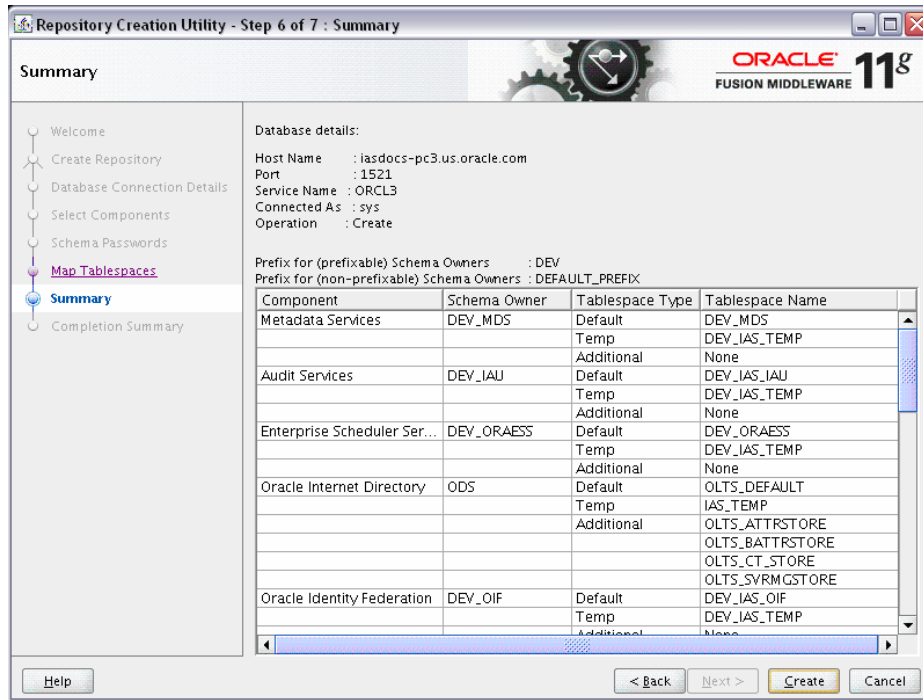 Repository Creation Utility - Step 6 of 7 : Summary
Summary
ORACLE
FUSION MIDDLEWARE
11g
Welcome
Create Repository
Database Connection Details
Select Components
Schema Passwords
Map Tablespaces
Summary
Completion Summary
Database details:
Host Name : iasdocs-pc3.us.oracle.com
Port : 1521
Service Name : ORCL3
Connected As : sys
Operation : Create
Prefix for (prefixable) Schema Owners : DEV
Prefix for (non-prefixable) Schema Owners : DEFAULT_PREFIX
Component Schema Owner Tablespace Type Tablespace Name
Metadata Services DEV_MDS Default DEV_MDS
Temp DEV_IAS_TEMP
Additional None
Audit Services DEV_IAU Default DEV_IAS_IAU
Temp DEV_IAS_TEMP
Additional None
Enterprise Scheduler Ser... DEV_ORAESS Default DEV_ORAESS
Temp DEV_IAS_TEMP
Additional None
Oracle Internet Directory ODS Default OLTS_DEFAULT
Temp IAS_TEMP
Additional OLTS_ATTRSTORE
OLTS_BATTRSTORE
OLTS_CT_STORE
OLTS_SVRMGSTORE
Oracle Identity Federation DEV_OIF Default DEV_IAS_OIF
Temp DEV_IAS_TEMP
Additional None
Help
< Back
Next >
Create
Cancel